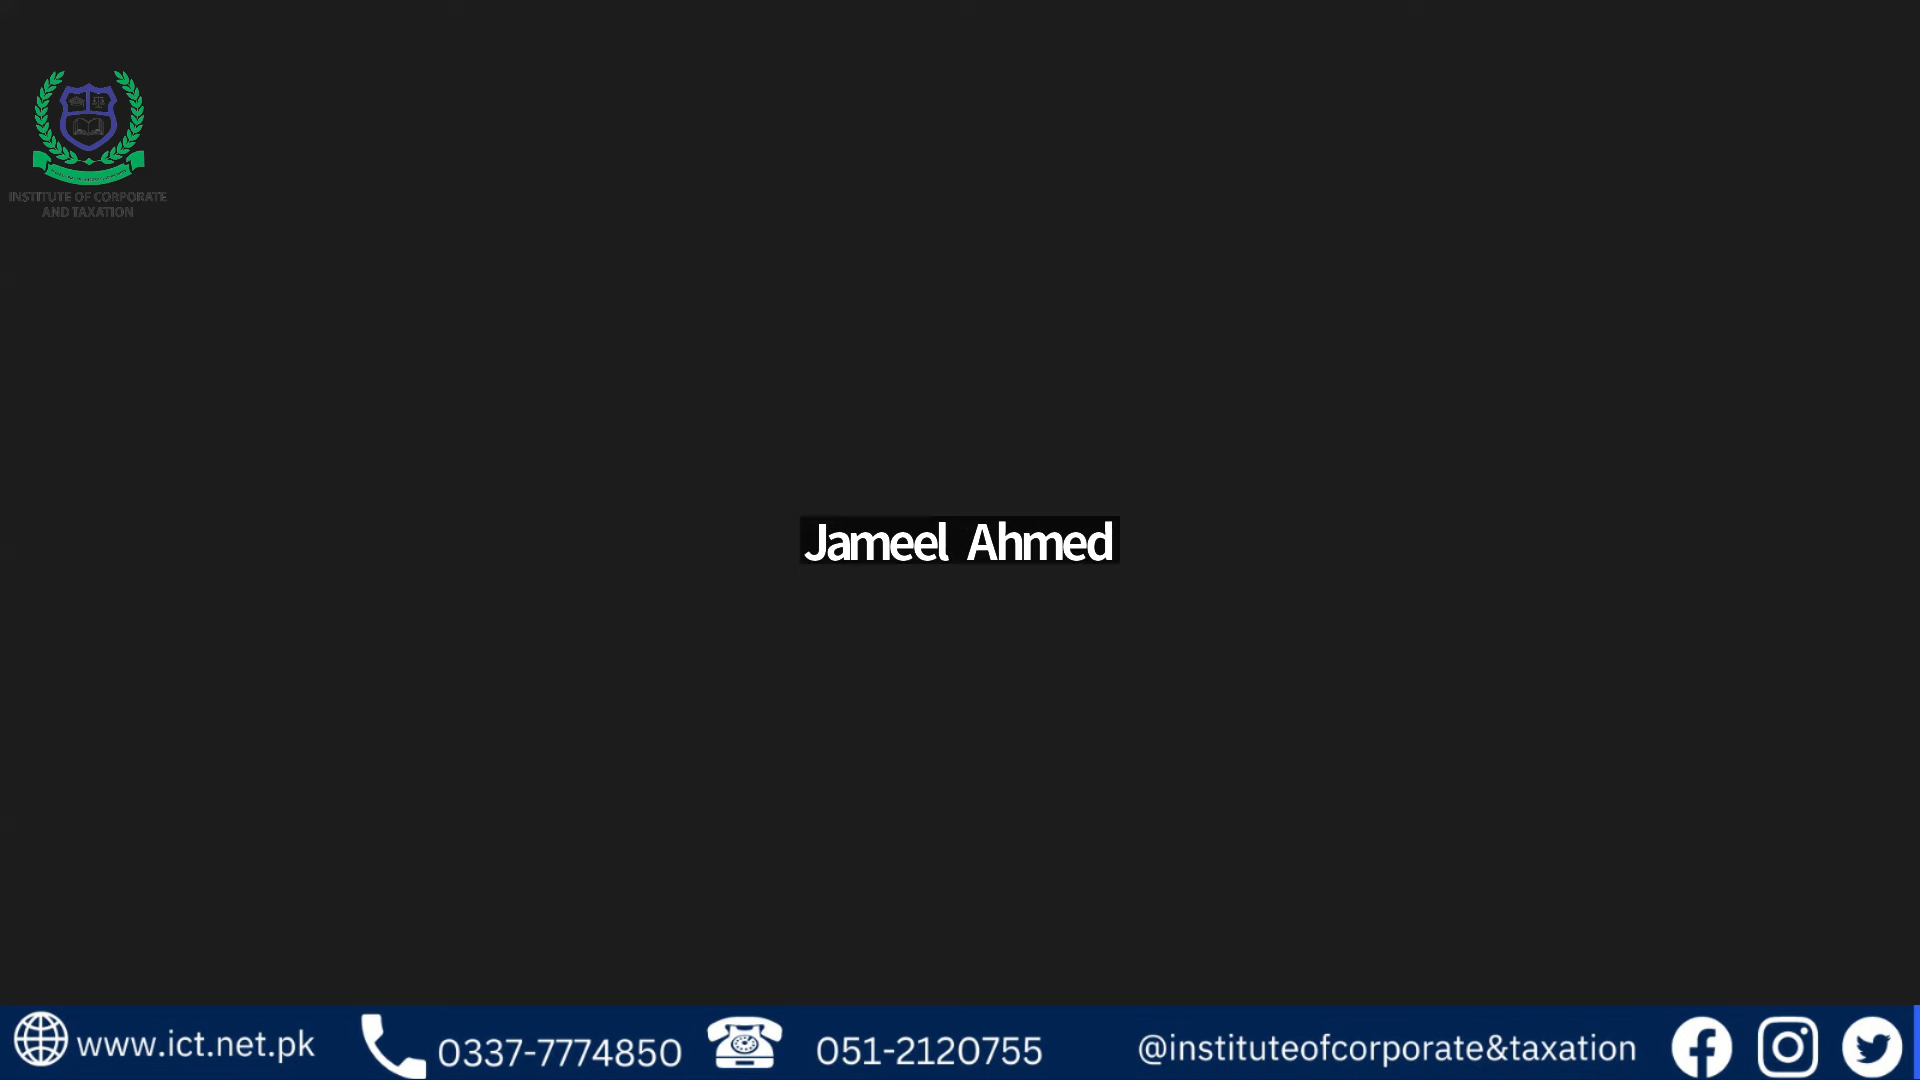 INSTITUTE OF CORPORATE
AND TAXATION
Jameel Ahmed
www.ict.net.pk
0337-7774850
051-2120755
@instituteofcorporate&taxation